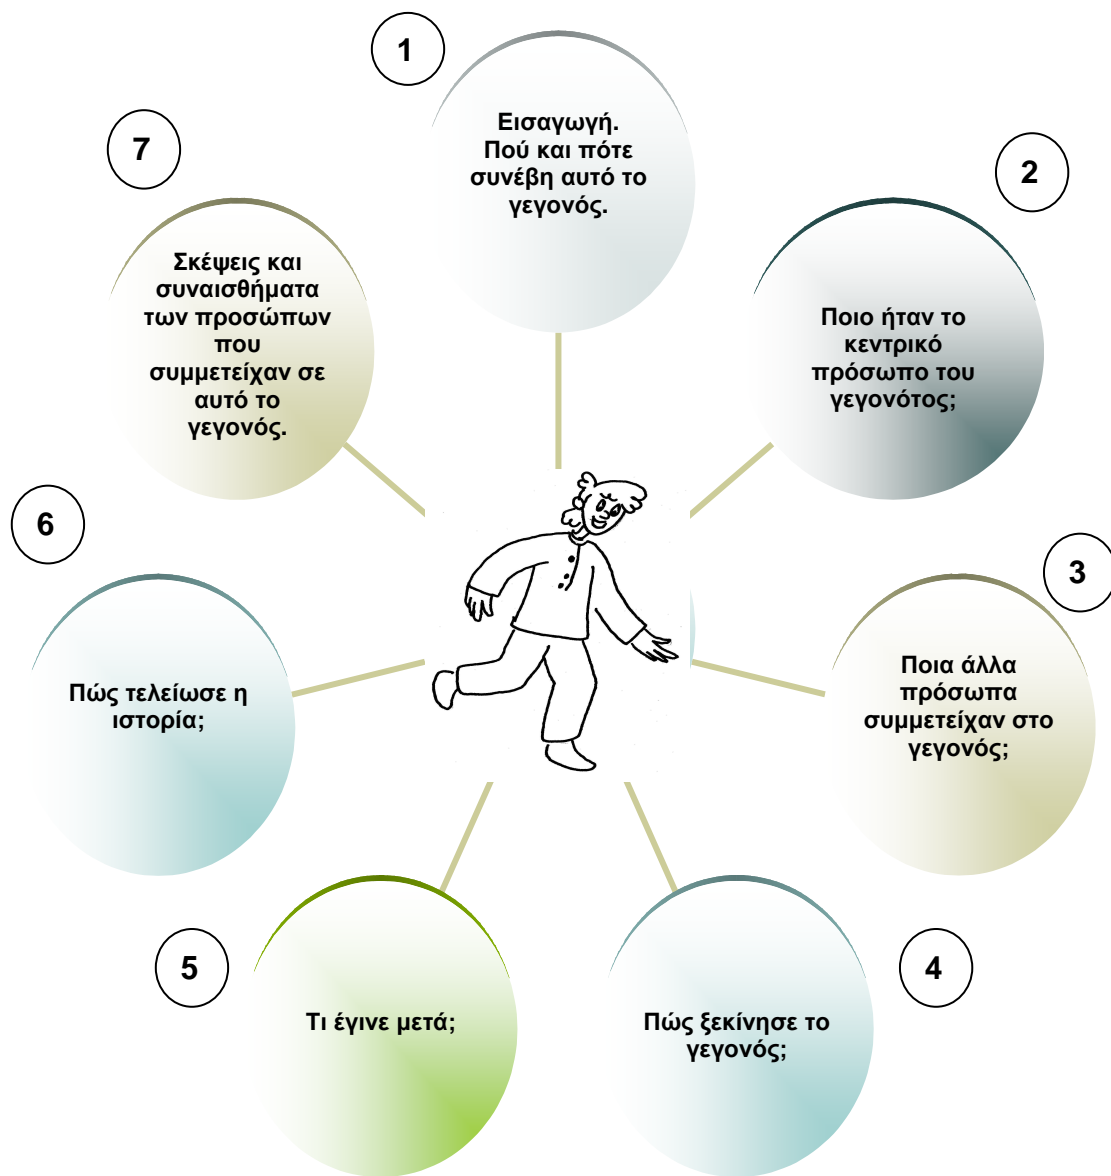 1
Εισαγωγή.
Πού και πότε
συνέβη αυτό το
γεγονός.
2
Ποιο ήταν το
κεντρικό
πρόσωπο του
γεγονότος;
3
Ποια άλλα
πρόσωπα
συμμετείχαν στο
γεγονός;
4
Πώς ξεκίνησε το
γεγονός;
5
Τι έγινε μετά;
6
Πώς τελείωσε η
ιστορία;
7
Σκέψεις και
συναισθήματα
των προσώπων
που
συμμετείχαν σε
αυτό το
γεγονός.